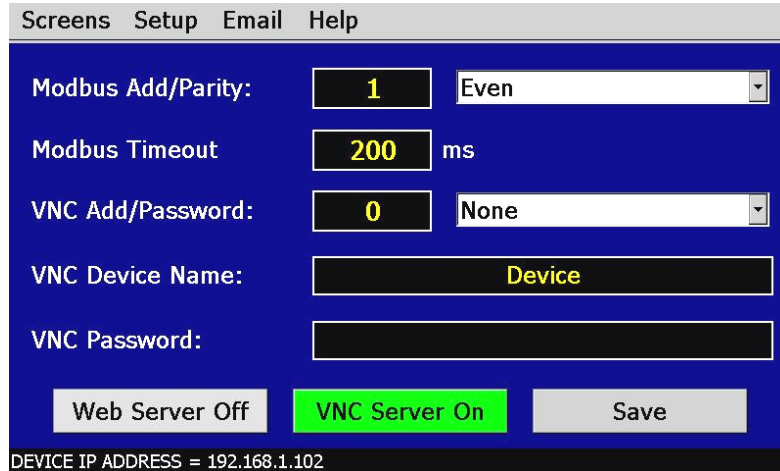 Screens Setup Email Help
Modbus Add/Parity: 1 Even
Modbus Timeout 200 ms
VNC Add/Password: 0 None
VNC Device Name: Device
VNC Password:
Web Server Off VNC Server On Save
DEVICE IP ADDRESS = 192.168.1.102